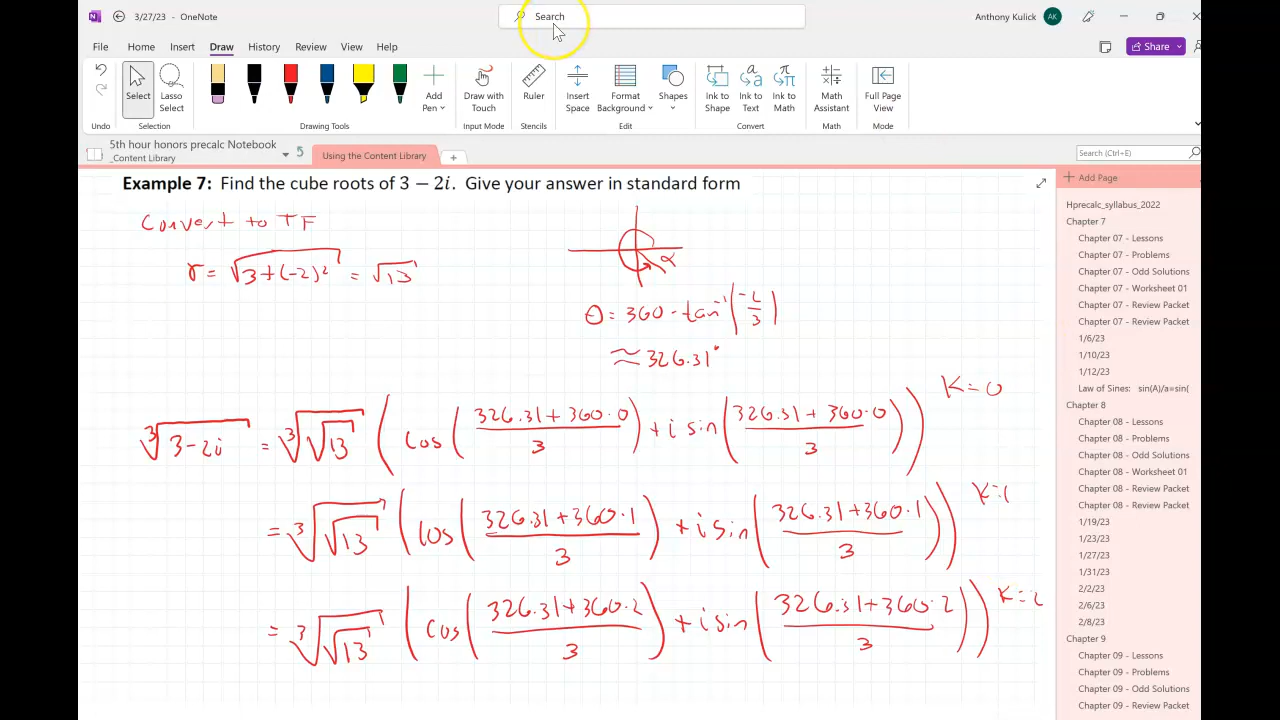 3/27/23 - OneNote
Search
Anthony Kulick
AK
File Home Insert Draw History Review View Help
Share
Undo
Select
Lasso Select
Selection
Drawing Tools
Add Pen
Draw with Touch
Input Mode
Ruler
Stencils
Insert Space
Format Background
Shapes
Edit
Ink to Shape
Ink to Text
Ink to Math
Convert
Math Assistant
Math
Full Page View
Mode
5th hour honors precalc Notebook
_Content Library
Using the Content Library
Search (Ctrl+E)
Example 7: Find the cube roots of 3 − 2i. Give your answer in standard form
Convert to TF
r = √(3+(-2)²) = √13
α
θ = 360 - tan⁻¹(-2/3)
≈ 326.31°
K=0
∛(3-2i) = ∛√13 (cos((326.31+360·0)/3) + i sin((326.31+360·0)/3))
K=1
= ∛√13 (cos((326.31+360·1)/3) + i sin((326.31+360·1)/3))
K=2
= ∛√13 (cos((326.31+360·2)/3) + i sin((326.31+360·2)/3))
Add Page
Hprecalc_syllabus_2022
Chapter 7
Chapter 07 - Lessons
Chapter 07 - Problems
Chapter 07 - Odd Solutions
Chapter 07 - Worksheet 01
Chapter 07 - Review Packet
Chapter 07 - Review Packet
1/6/23
1/10/23
1/12/23
Law of Sines: sin(A)/a=sin(
Chapter 8
Chapter 08 - Lessons
Chapter 08 - Problems
Chapter 08 - Odd Solutions
Chapter 08 - Worksheet 01
Chapter 08 - Review Packet
Chapter 08 - Review Packet
1/19/23
1/23/23
1/27/23
1/31/23
2/2/23
2/6/23
2/8/23
Chapter 9
Chapter 09 - Lessons
Chapter 09 - Problems
Chapter 09 - Odd Solutions
Chapter 09 - Review Packet